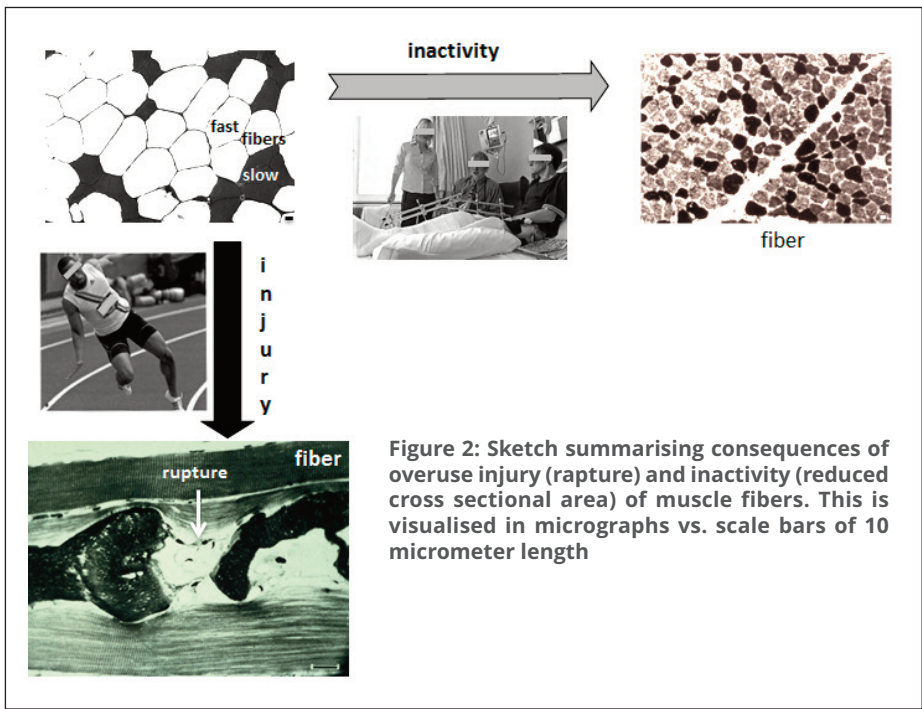 inactivity
fast
fibers
slow
fiber
i
n
j
u
r
y
fiber
rupture
Figure 2: Sketch summarising consequences of
overuse injury (rapture) and inactivity (reduced
cross sectional area) of muscle fibers. This is
visualised in micrographs vs. scale bars of 10
micrometer length